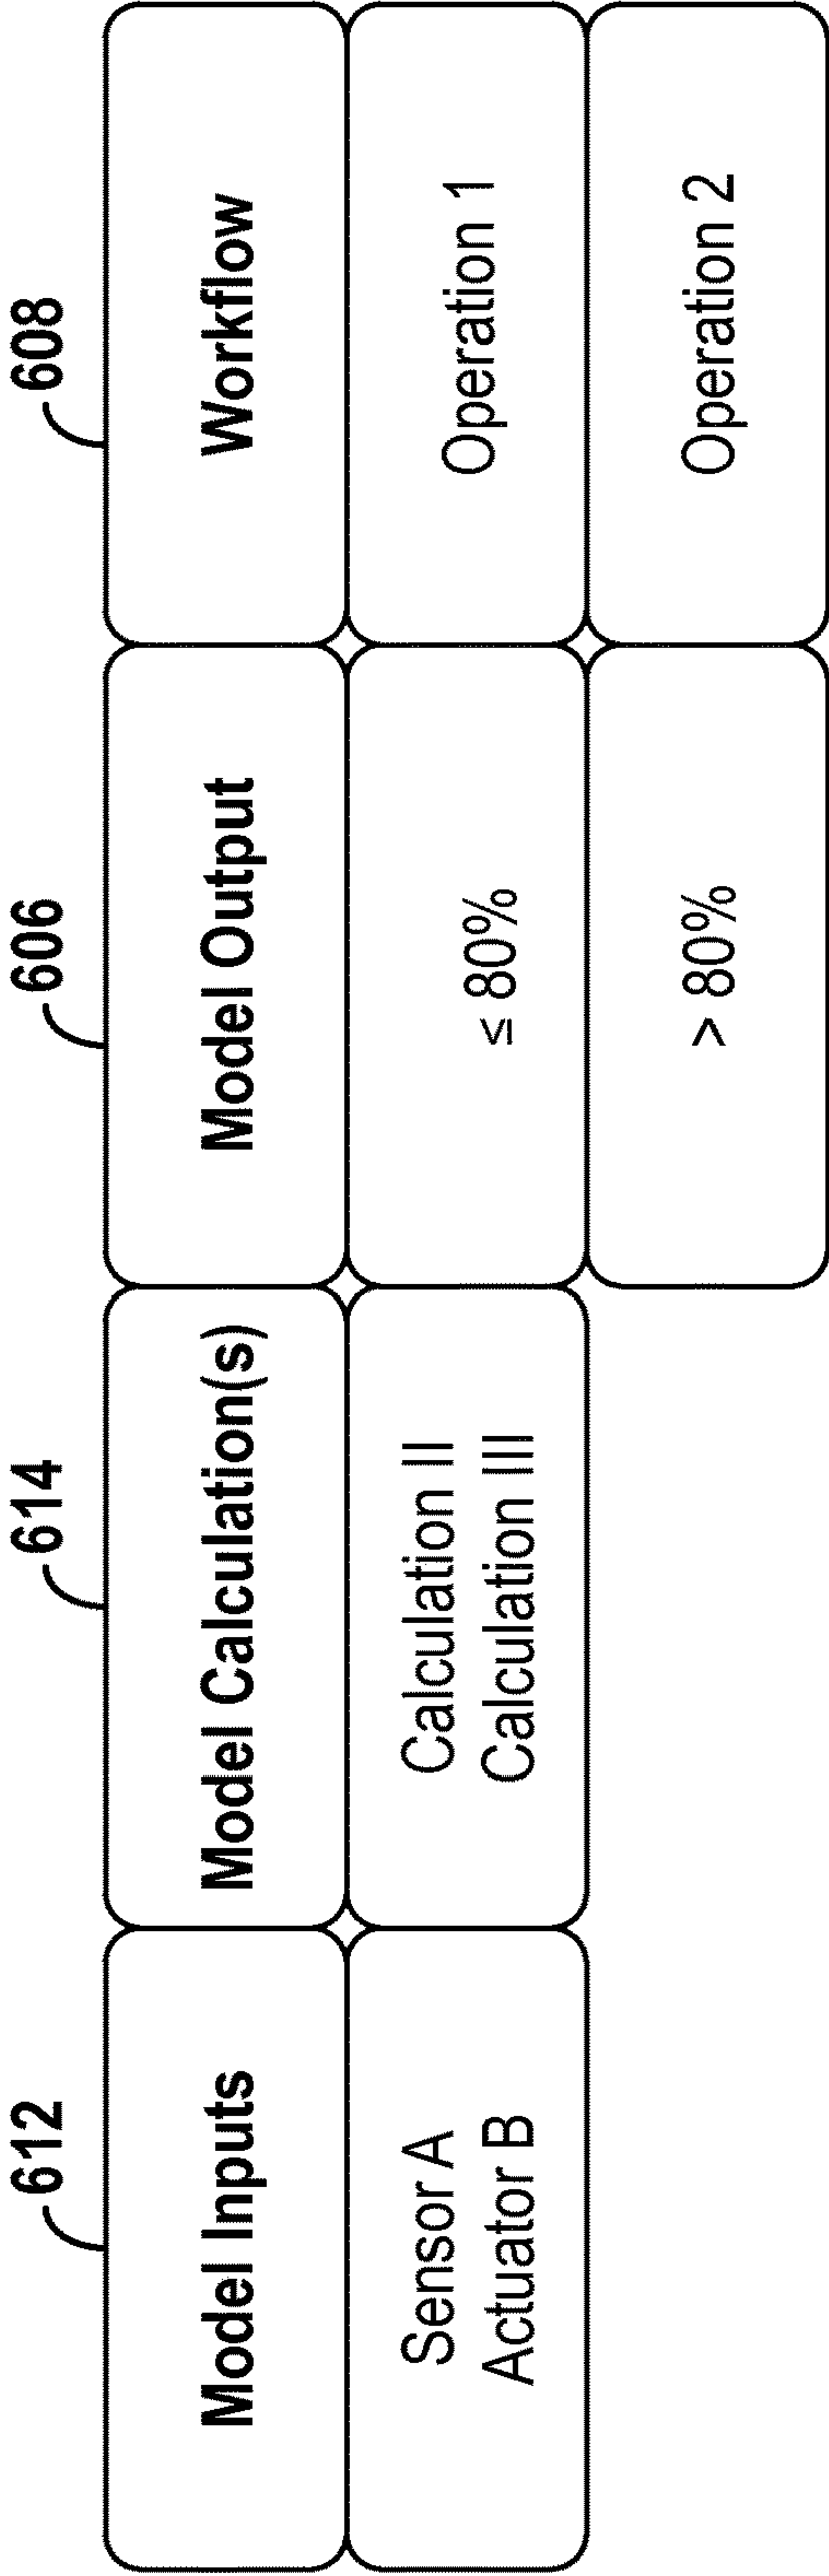 612
614
606
608
Model Inputs
Model Calculation(s)
Model Output
Workflow
Sensor A
Actuator B
Calculation II
Calculation III
≤ 80%
Operation 1
> 80%
Operation 2